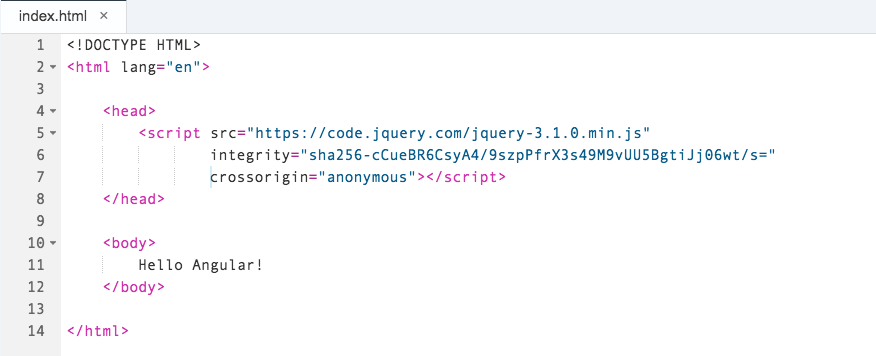 index.html ×
1 <!DOCTYPE HTML>
2 <html lang="en">
3
4 <head>
5 <script src="https://code.jquery.com/jquery-3.1.0.min.js"
6 integrity="sha256-cCueBR6CsyA4/9szpPfrX3s49M9vUU5BgtiJj06wt/s="
7 crossorigin="anonymous"></script>
8 </head>
9
10 <body>
11 Hello Angular!
12 </body>
13
14 </html>